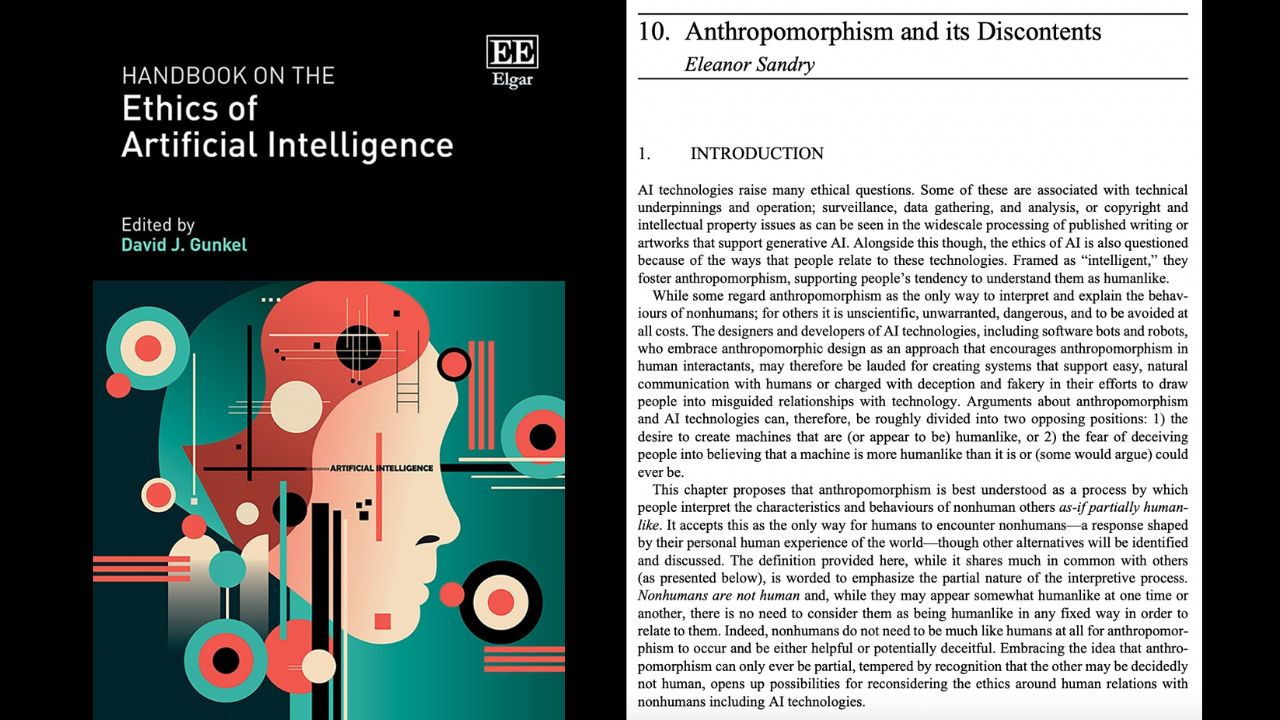 HANDBOOK ON THE
Ethics of
Artificial Intelligence
EE
Elgar
Edited by
David J. Gunkel
ARTIFICIAL INTELLIGENCE
10. Anthropomorphism and its Discontents
Eleanor Sandry
1. INTRODUCTION
AI technologies raise many ethical questions. Some of these are associated with technical
underpinnings and operation; surveillance, data gathering, and analysis, or copyright and
intellectual property issues as can be seen in the widescale processing of published writing or
artworks that support generative AI. Alongside this though, the ethics of AI is also questioned
because of the ways that people relate to these technologies. Framed as “intelligent,” they
foster anthropomorphism, supporting people’s tendency to understand them as humanlike.
While some regard anthropomorphism as the only way to interpret and explain the behav-
iours of nonhumans; for others it is unscientific, unwarranted, dangerous, and to be avoided at
all costs. The designers and developers of AI technologies, including software bots and robots,
who embrace anthropomorphic design as an approach that encourages anthropomorphism in
human interactants, may therefore be lauded for creating systems that support easy, natural
communication with humans or charged with deception and fakery in their efforts to draw
people into misguided relationships with technology. Arguments about anthropomorphism
and AI technologies can, therefore, be roughly divided into two opposing positions: 1) the
desire to create machines that are (or appear to be) humanlike, or 2) the fear of deceiving
people into believing that a machine is more humanlike than it is or (some would argue) could
ever be.
This chapter proposes that anthropomorphism is best understood as a process by which
people interpret the characteristics and behaviours of nonhuman others as-if partially human-
like. It accepts this as the only way for humans to encounter nonhumans—a response shaped
by their personal human experience of the world—though other alternatives will be identified
and discussed. The definition provided here, while it shares much in common with others
(as presented below), is worded to emphasize the partial nature of the interpretive process.
Nonhumans are not human and, while they may appear somewhat humanlike at one time or
another, there is no need to consider them as being humanlike in any fixed way in order to
relate to them. Indeed, nonhumans do not need to be much like humans at all for anthropomor-
phism to occur and be either helpful or potentially deceitful. Embracing the idea that anthro-
pomorphism can only ever be partial, tempered by recognition that the other may be decidedly
not human, opens up possibilities for reconsidering the ethics around human relations with
nonhumans including AI technologies.